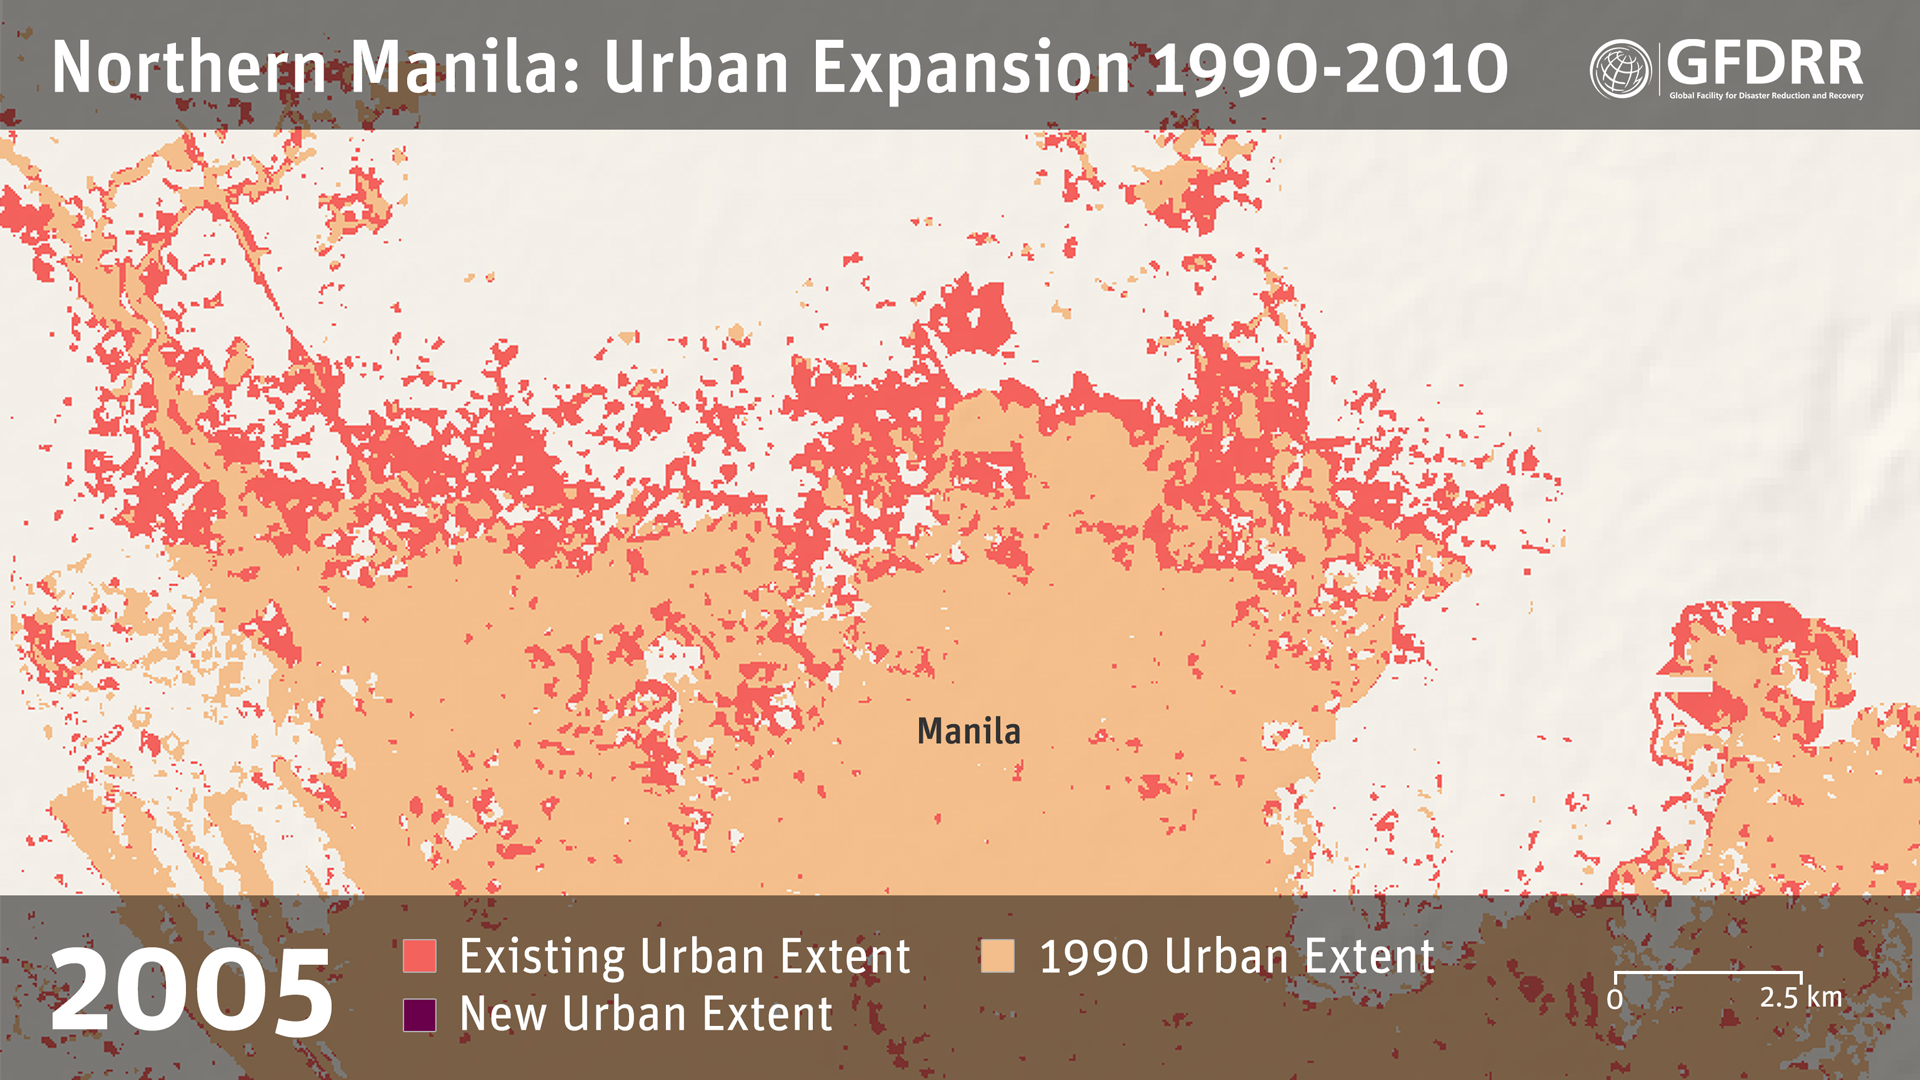 Northern Manila: Urban Expansion 1990-2010
GFDRR
Global Facility for Disaster Reduction and Recovery
Manila
2005
Existing Urban Extent
1990 Urban Extent
New Urban Extent
0 2.5 km